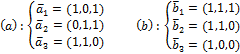 (a): { ā₁ = (1,0,1)
ā₂ = (0,1,1)
ā₃ = (1,1,0)
(b): { b̄₁ = (1,1,1)
b̄₂ = (1,1,0)
b̄₃ = (1,0,0)